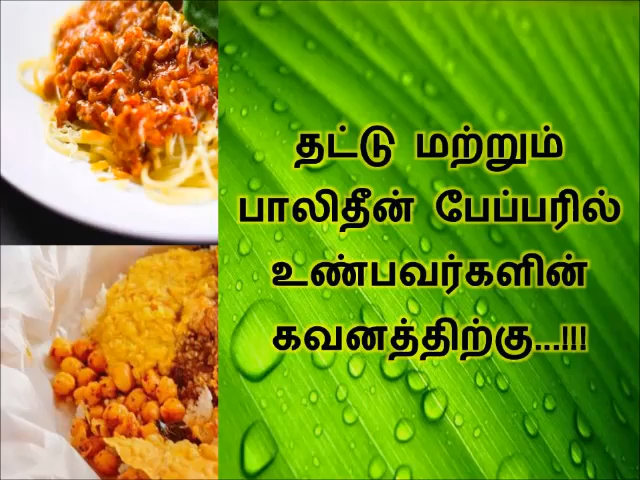 தட்டு மற்றும்
பாலிதீன் பேப்பரில்
உண்பவர்களின்
கவனத்திற்கு...!!!